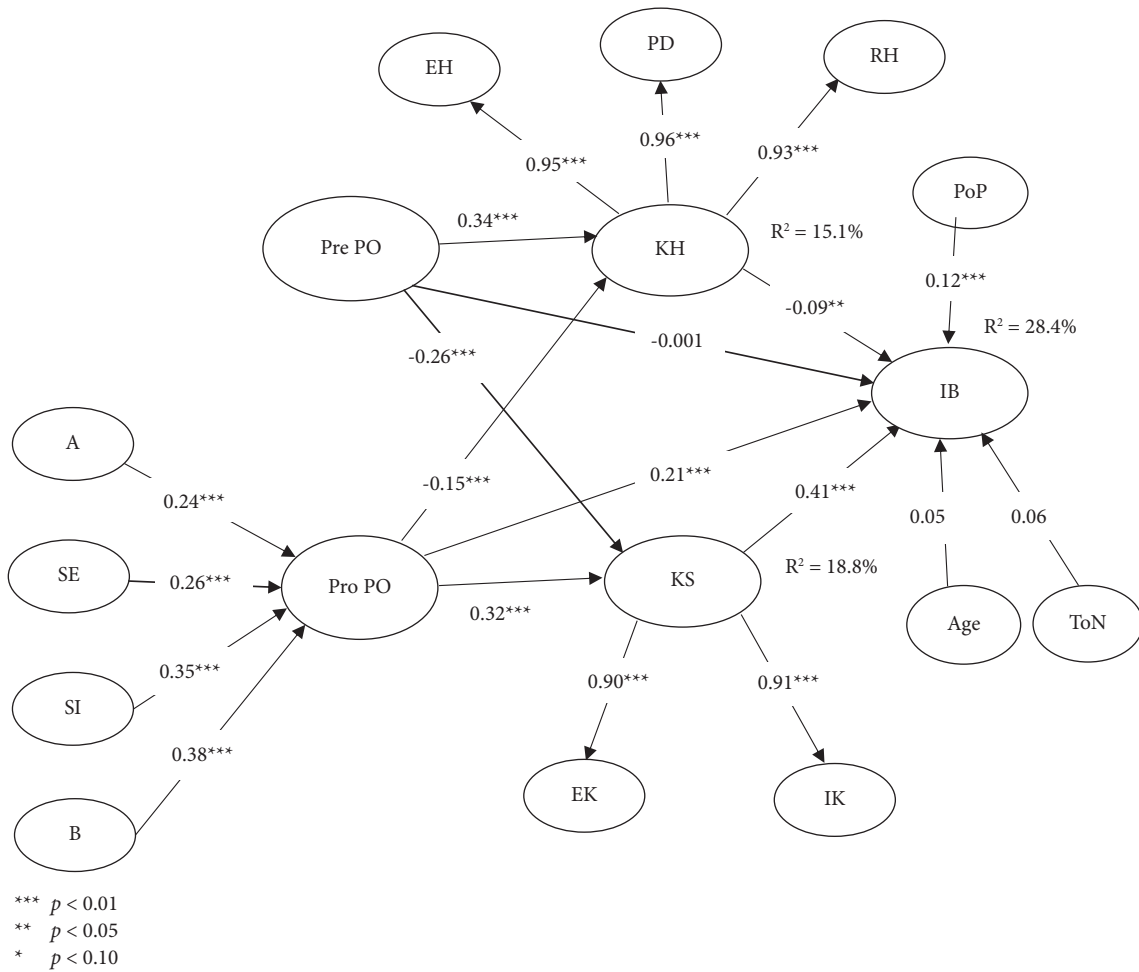 PD
EH
RH
0.96***
0.95***
0.93***
PoP
0.34***
R² = 15.1%
Pre PO
KH
0.12***
-0.09**
R² = 28.4%
-0.001
-0.26***
IB
A
0.21***
-0.15***
0.41***
0.24***
0.05
0.06
R² = 18.8%
SE
0.26***
Pro PO
KS
0.32***
Age
ToN
0.35***
0.90***
0.91***
SI
0.38***
EK
IK
B
*** p < 0.01
** p < 0.05
* p < 0.10